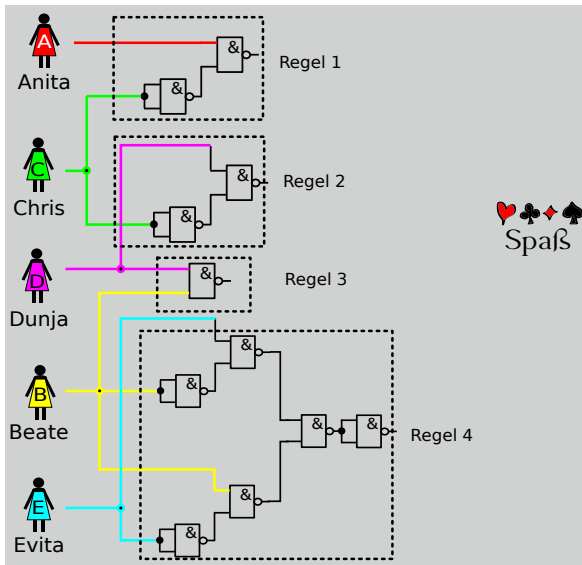 A
Anita
&
&
Regel 1
C
Chris
&
&
Regel 2
D
Dunja
&
Regel 3
Spaß
B
Beate
&
&
&
&
Regel 4
E
Evita
&
&